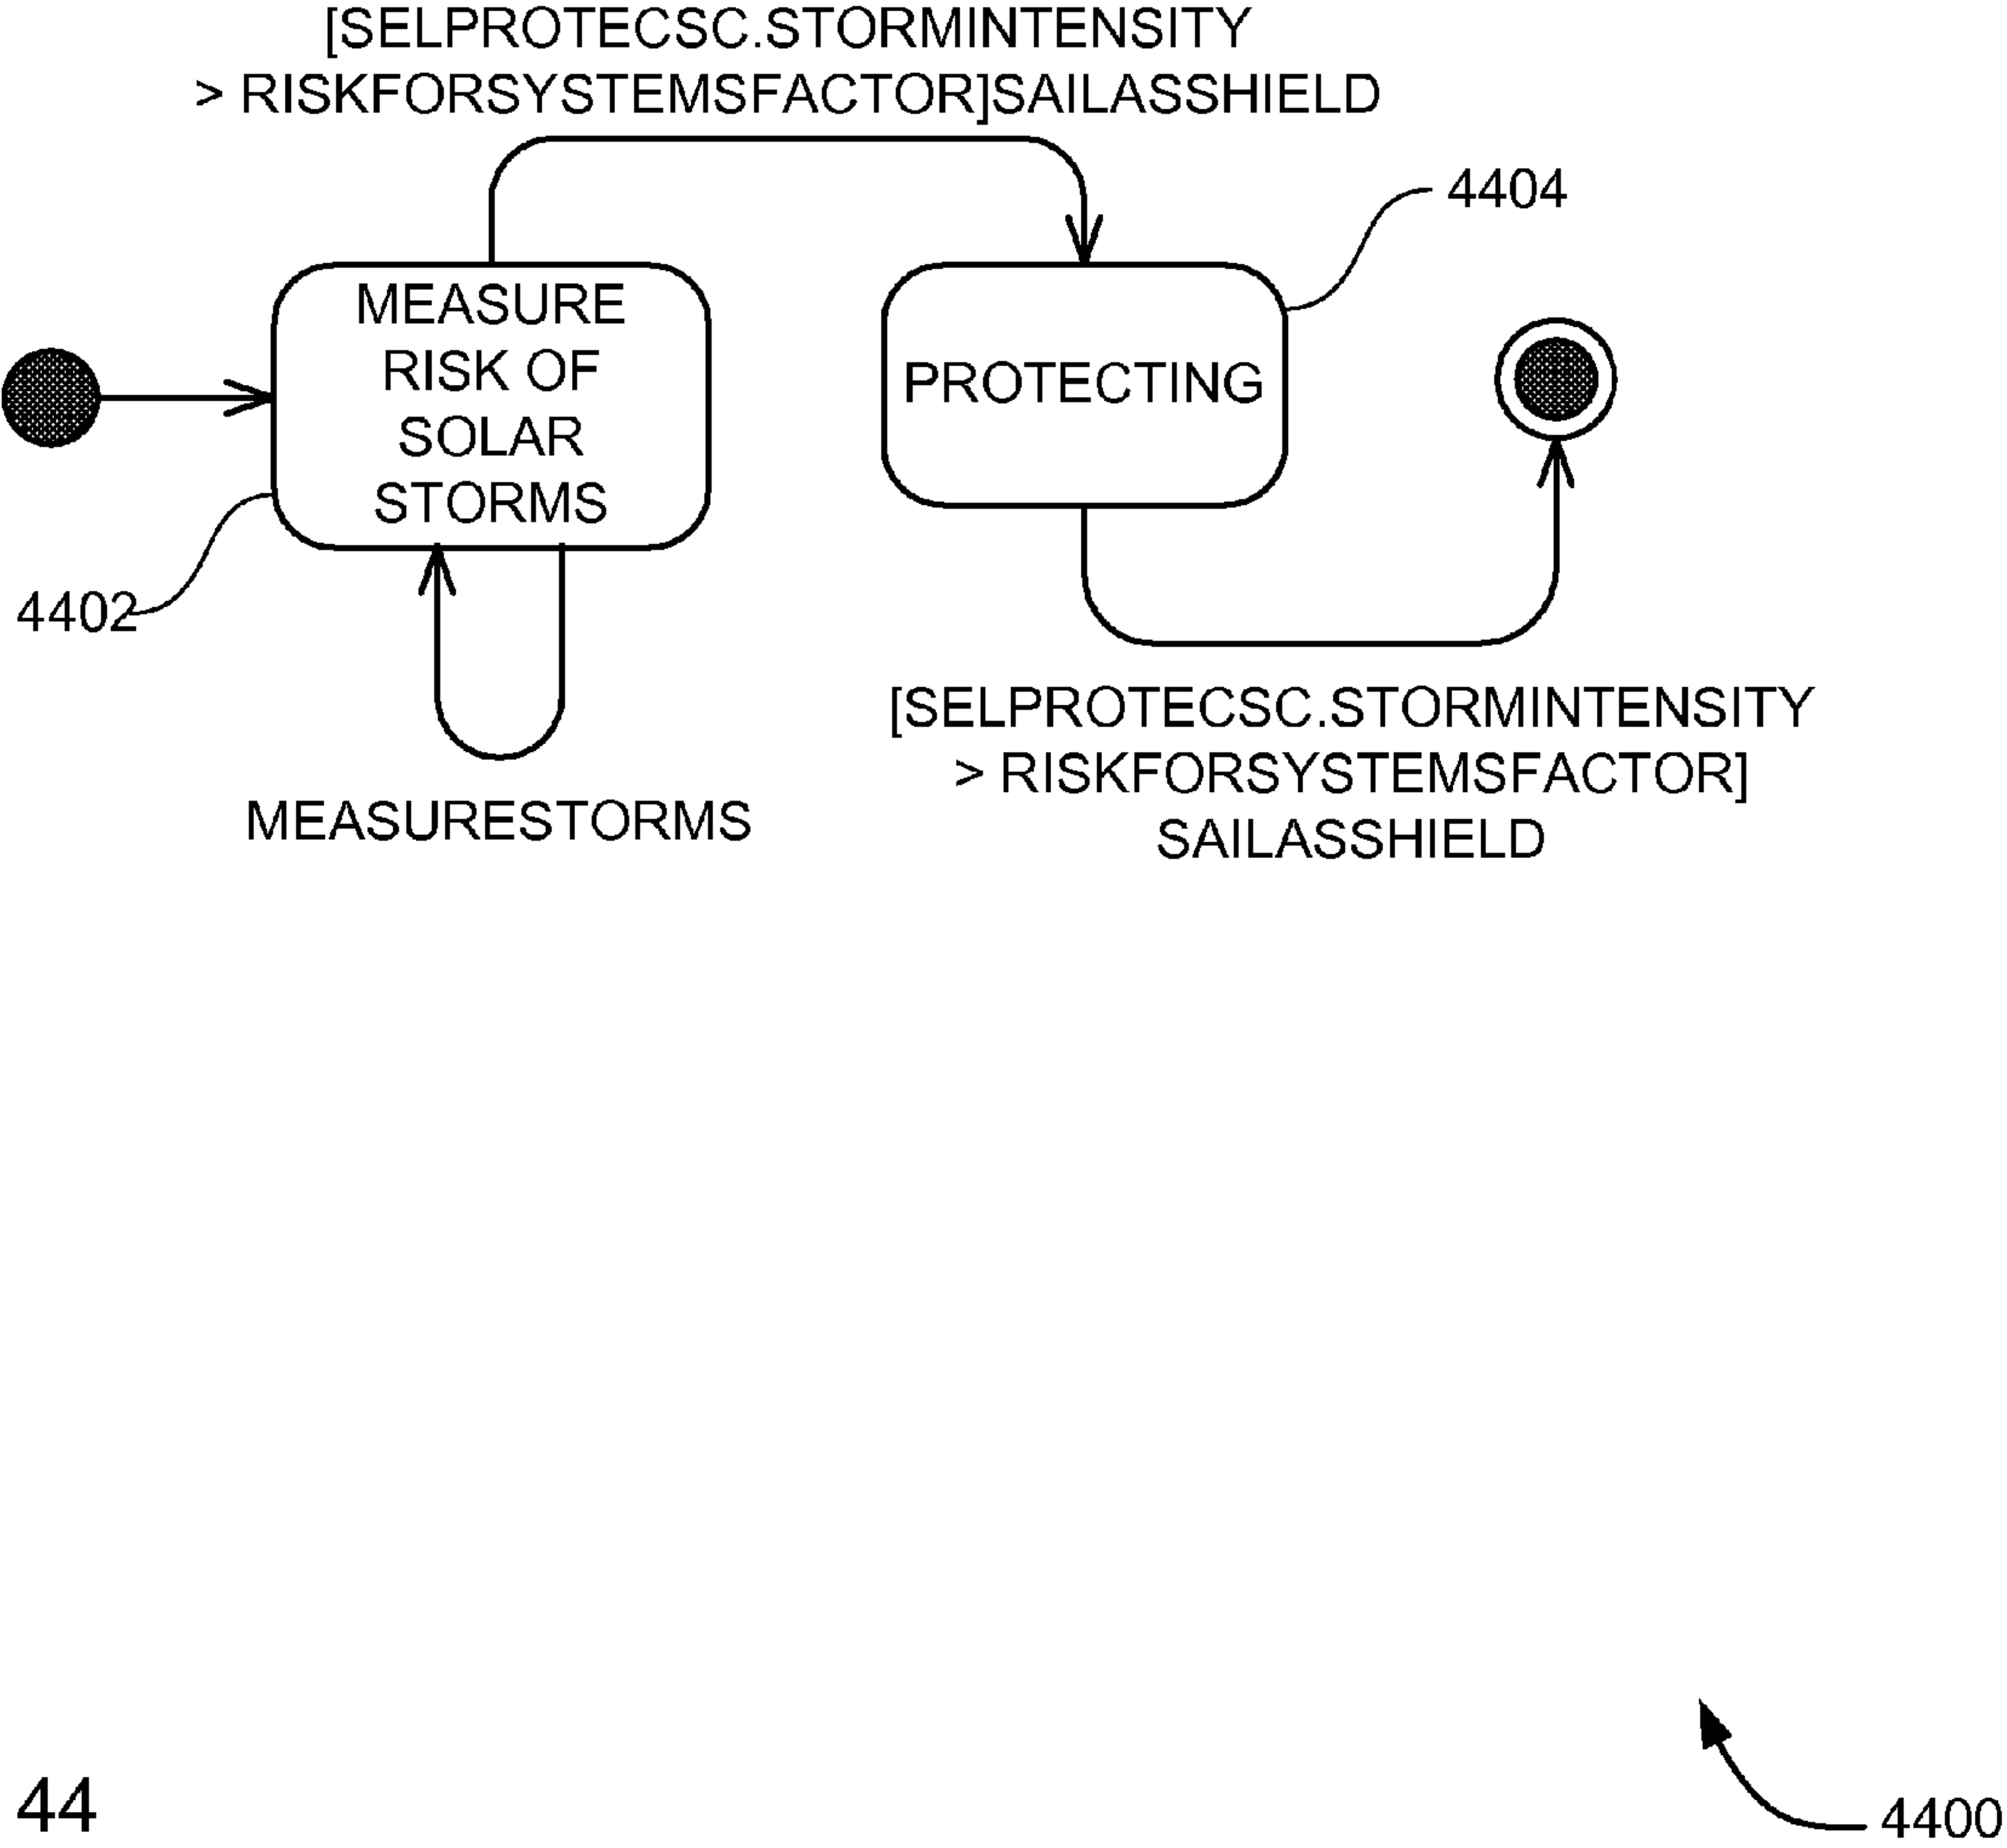 [SELPROTECSC.STORMINTENSITY
> RISKFORSYSTEMSFACTOR]SAILASSHIELD
4404
MEASURE
RISK OF
SOLAR
STORMS
PROTECTING
4402
MEASURESTORMS
[SELPROTECSC.STORMINTENSITY
> RISKFORSYSTEMSFACTOR]
SAILASSHIELD
44
4400